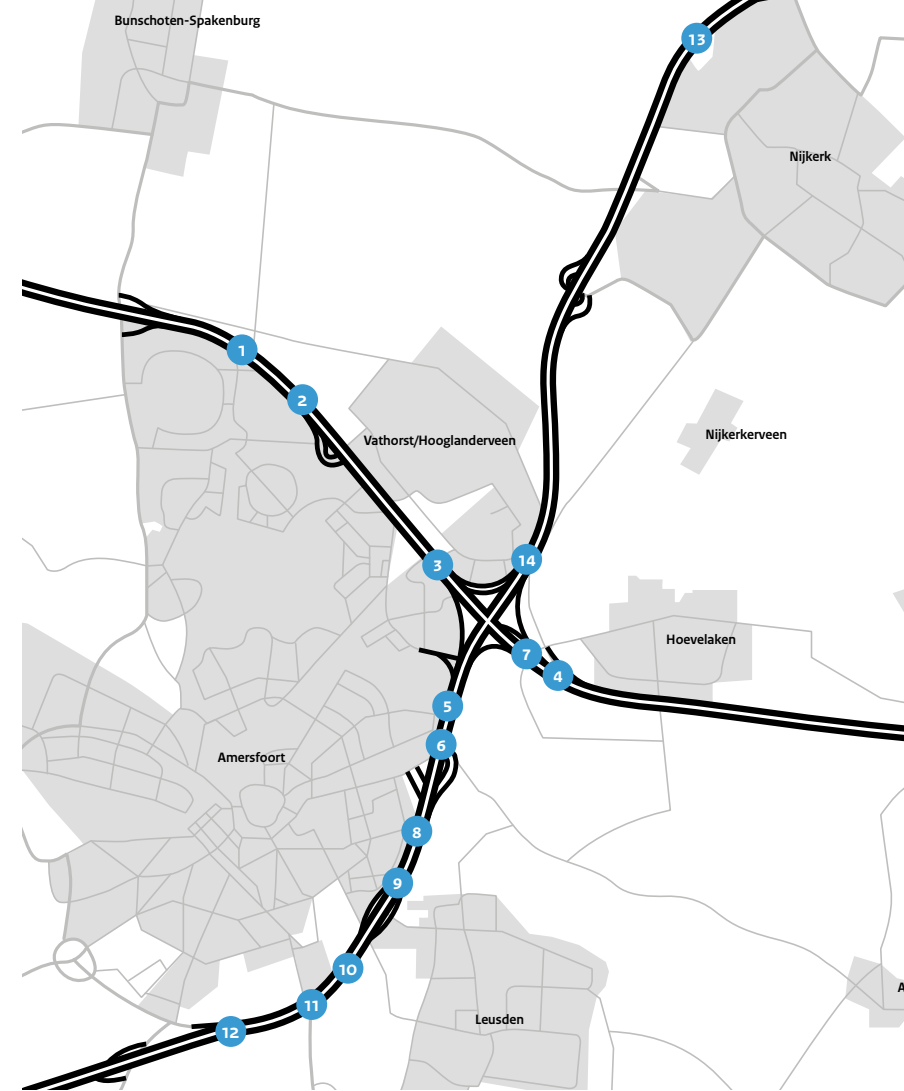 Bunschoten-Spakenburg
13
Nijkerk
1
2
Vathorst/Hooglanderveen
Nijkerkerveen
3
14
Hoevelaken
7
4
5
6
Amersfoort
8
9
10
A
11
Leusden
12